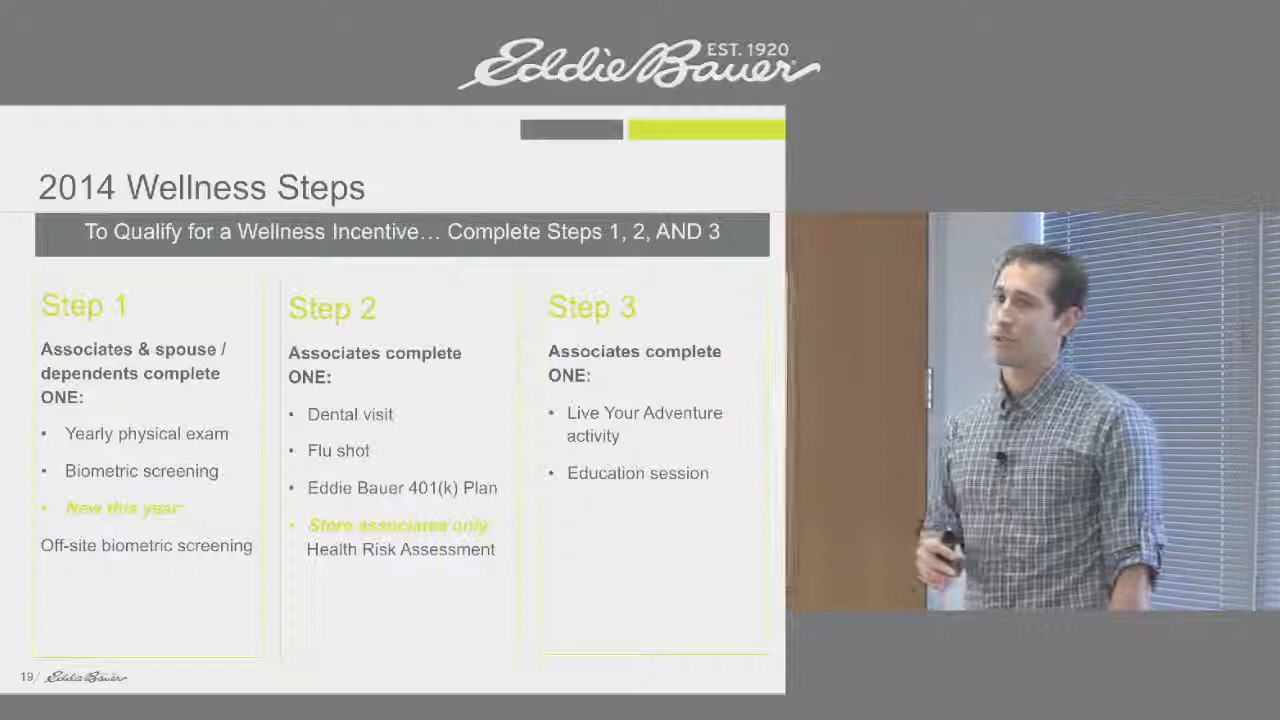 Eddie Bauer EST. 1920
2014 Wellness Steps
To Qualify for a Wellness Incentive… Complete Steps 1, 2, AND 3
Step 1
Associates & spouse /
dependents complete
ONE:
• Yearly physical exam
• Biometric screening
• New this year:
Off-site biometric screening
Step 2
Associates complete
ONE:
• Dental visit
• Flu shot
• Eddie Bauer 401(k) Plan
• Store associates only
Health Risk Assessment
Step 3
Associates complete
ONE:
• Live Your Adventure
activity
• Education session
19/ Eddie Bauer